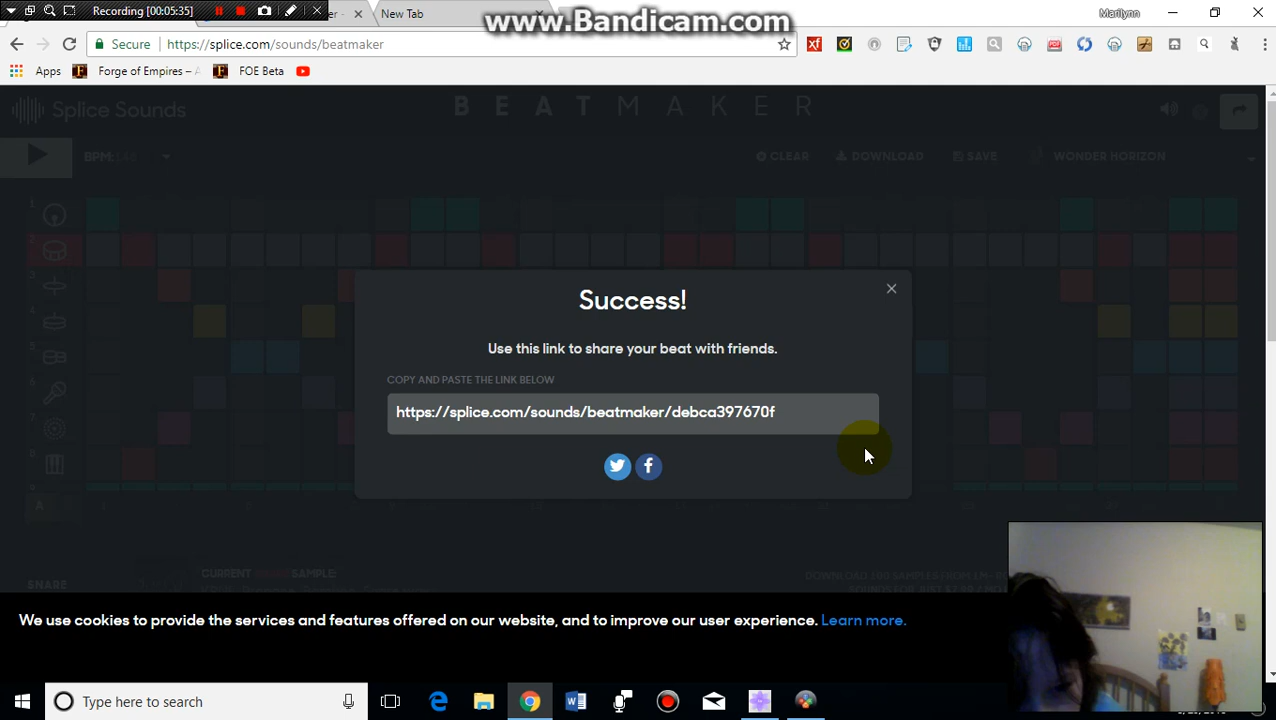 Recording [00:05:35]
New Tab
www.Bandicam.com
Marilynn
Secure
https://splice.com/sounds/beatmaker
Apps
Forge of Empires – A
FOE Beta
Splice Sounds
BEATMAKER
BPM:
CLEAR
DOWNLOAD
SAVE
WONDER HORIZON
Success!
Use this link to share your beat with friends.
COPY AND PASTE THE LINK BELOW
https://splice.com/sounds/beatmaker/debca397670f
A
SNARE
CURRENT
SAMPLE
We use cookies to provide the services and features offered on our website, and to improve our user experience. Learn more.
Type here to search